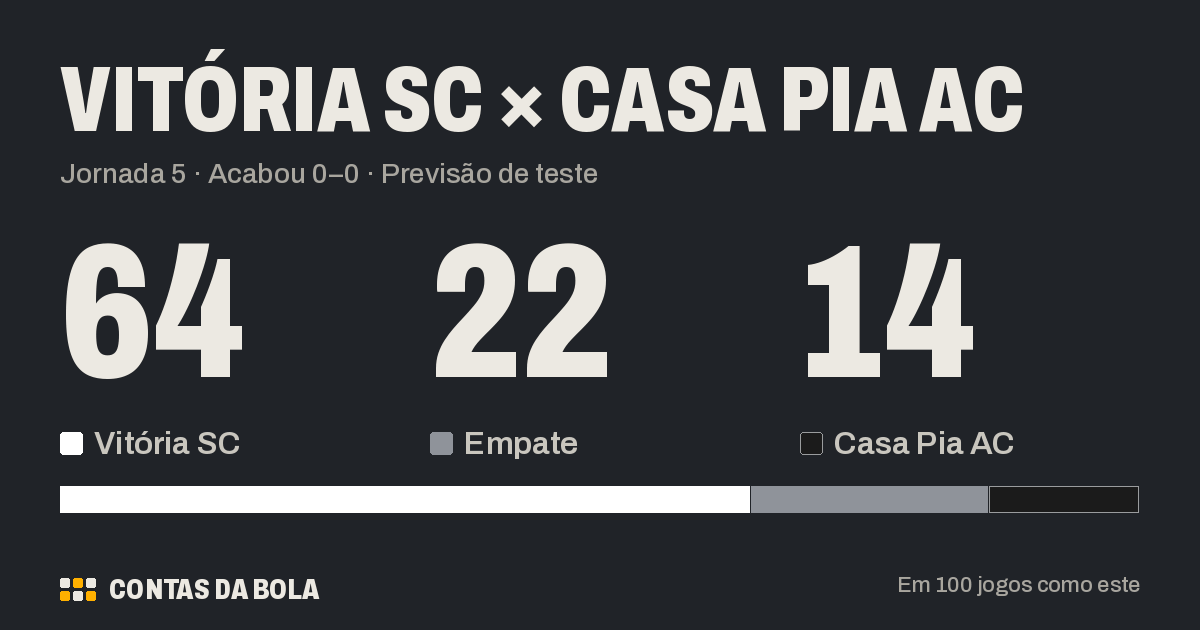 VITÓRIA SC × CASA PIA AC
Jornada 5 · Acabou 0–0 · Previsão de teste
64 22 14
Vitória SC Empate Casa Pia AC
CONTAS DA BOLA
Em 100 jogos como este